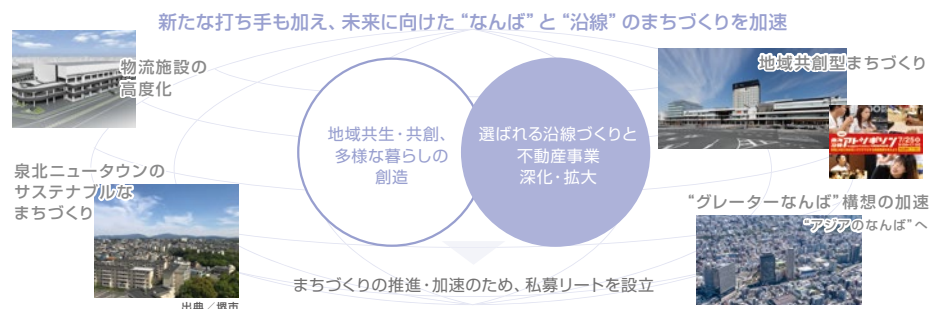 新たな打ち手も加え、未来に向けた“なんば”と“沿線”のまちづくりを加速
物流施設の
高度化
地域共創型まちづくり
地域共生・共創、
多様な暮らしの
創造
選ばれる沿線づくりと
不動産事業
深化・拡大
泉北ニュータウンの
サステナブルな
まちづくり
“グレーターなんば”構想の加速
“アジアのなんば”へ
まちづくりの推進・加速のため、私募リートを設立
出典／堺市